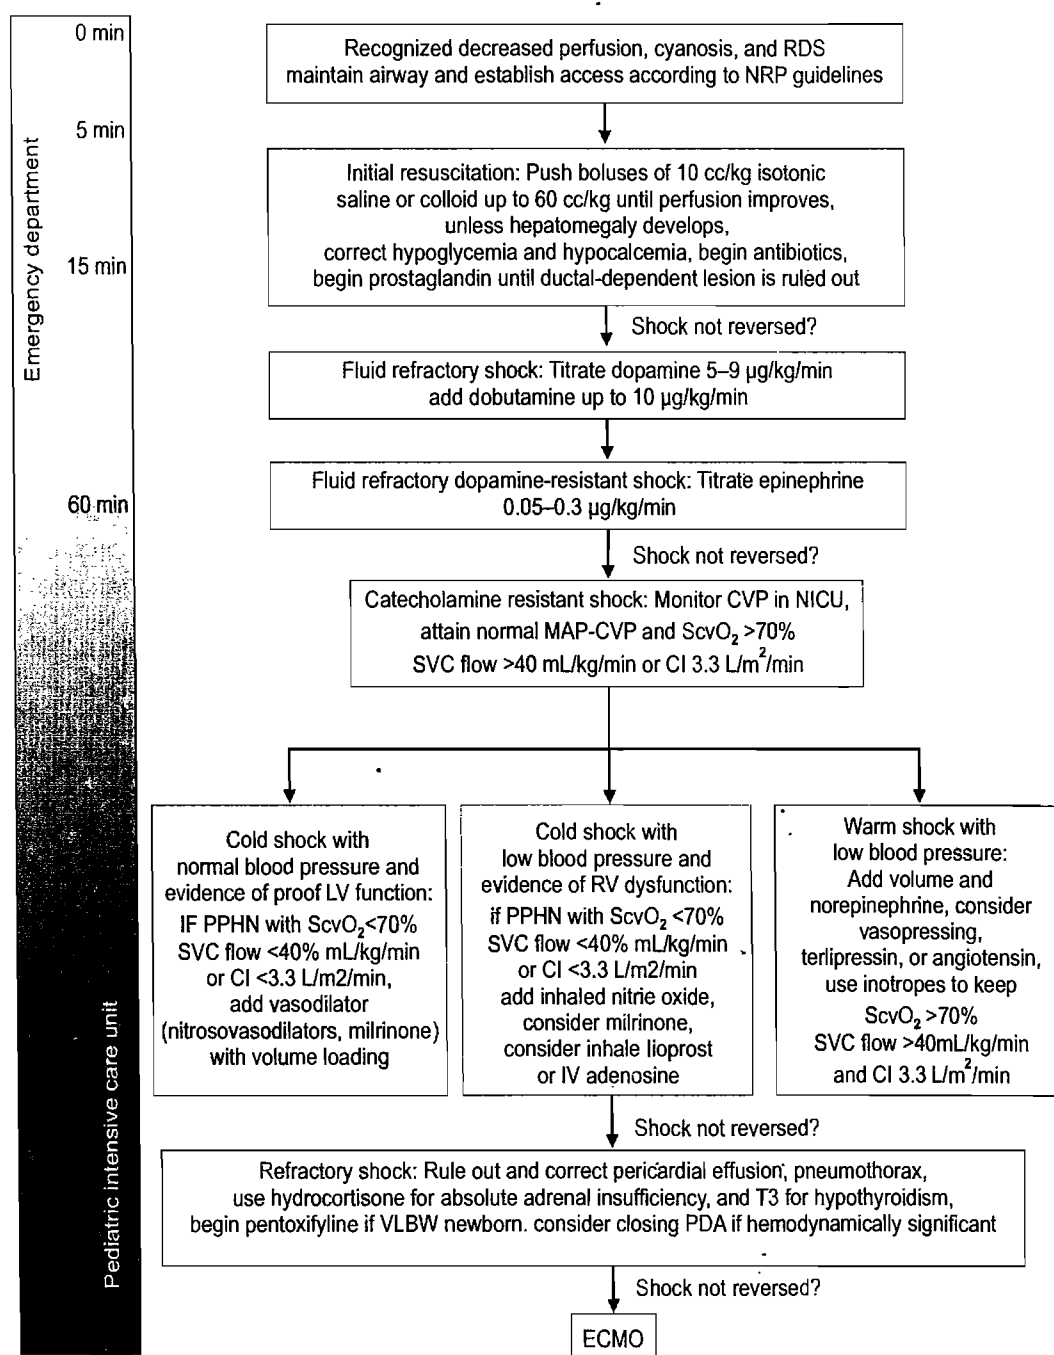 0 min
5 min
15 min
60 min
Emergency department
Pediatric intensive care unit
Recognized decreased perfusion, cyanosis, and RDS
maintain airway and establish access according to NRP guidelines
Initial resuscitation: Push boluses of 10 cc/kg isotonic
saline or colloid up to 60 cc/kg until perfusion improves,
unless hepatomegaly develops,
correct hypoglycemia and hypocalcemia, begin antibiotics,
begin prostaglandin until ductal-dependent lesion is ruled out
Shock not reversed?
Fluid refractory shock: Titrate dopamine 5–9 µg/kg/min
add dobutamine up to 10 µg/kg/min
Fluid refractory dopamine-resistant shock: Titrate epinephrine
0.05–0.3 µg/kg/min
Shock not reversed?
Catecholamine resistant shock: Monitor CVP in NICU,
attain normal MAP-CVP and ScvO₂ >70%
SVC flow >40 mL/kg/min or CI 3.3 L/m²/min
Cold shock with
normal blood pressure and
evidence of proof LV function:
IF PPHN with ScvO₂<70%
SVC flow <40% mL/kg/min
or CI <3.3 L/m2/min,
add vasodilator
(nitrosovasodilators, milrinone)
with volume loading
Cold shock with
low blood pressure and
evidence of RV dysfunction:
if PPHN with ScvO₂ <70%
SVC flow <40% mL/kg/min
or CI <3.3 L/m2/min
add inhaled nitrie oxide,
consider milrinone,
consider inhale lioprost
or IV adenosine
Warm shock with
low blood pressure:
Add volume and
norepinephrine, consider
vasopressing,
terlipressin, or angiotensin,
use inotropes to keep
ScvO₂ >70%
SVC flow >40mL/kg/min
and CI 3.3 L/m²/min
Shock not reversed?
Refractory shock: Rule out and correct pericardial effusion, pneumothorax,
use hydrocortisone for absolute adrenal insufficiency, and T3 for hypothyroidism,
begin pentoxifyline if VLBW newborn. consider closing PDA if hemodynamically significant
Shock not reversed?
ECMO